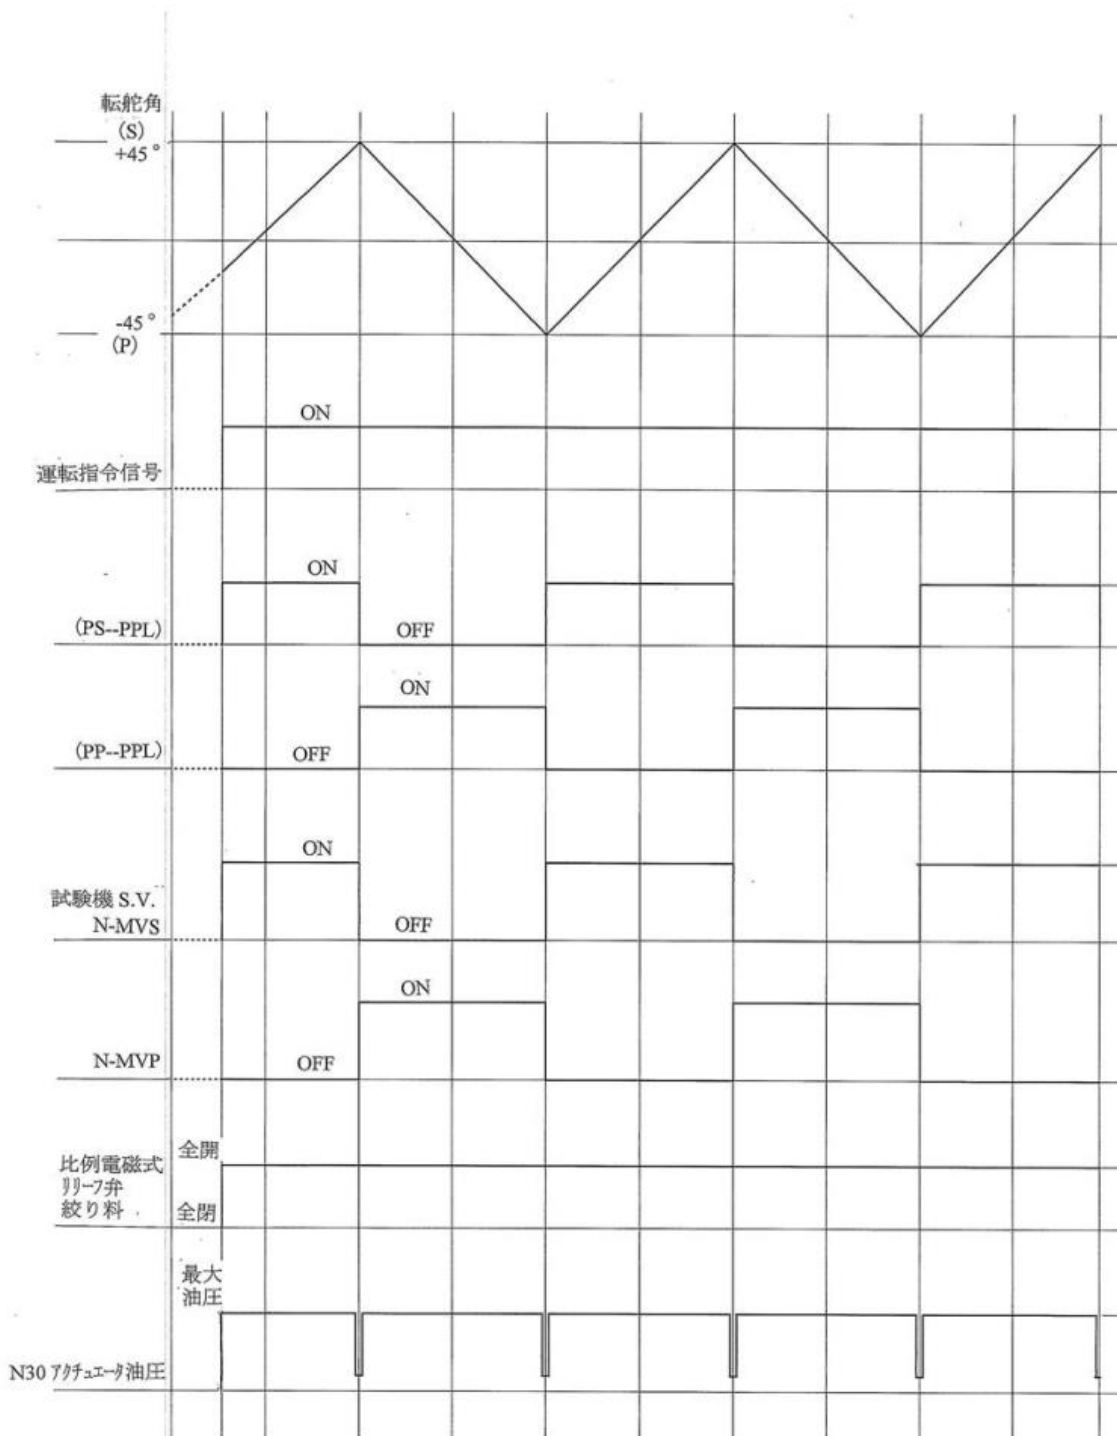 転舵角
(S)
+45°
-45°
(P)
ON
運転指令信号
ON
(PS--PPL)
OFF
ON
(PP--PPL)
OFF
ON
試験機 S.V.
N-MVS
OFF
ON
N-MVP
OFF
全開
比例電磁式
リリーフ弁
絞り料
全閉
最大
油圧
N30 アクチュエータ油圧